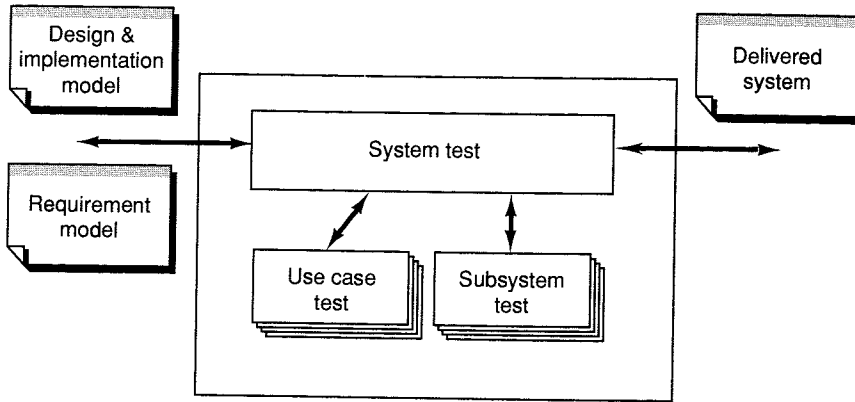 Design &
implementation
model
Delivered
system
System test
Requirement
model
Use case
test
Subsystem
test